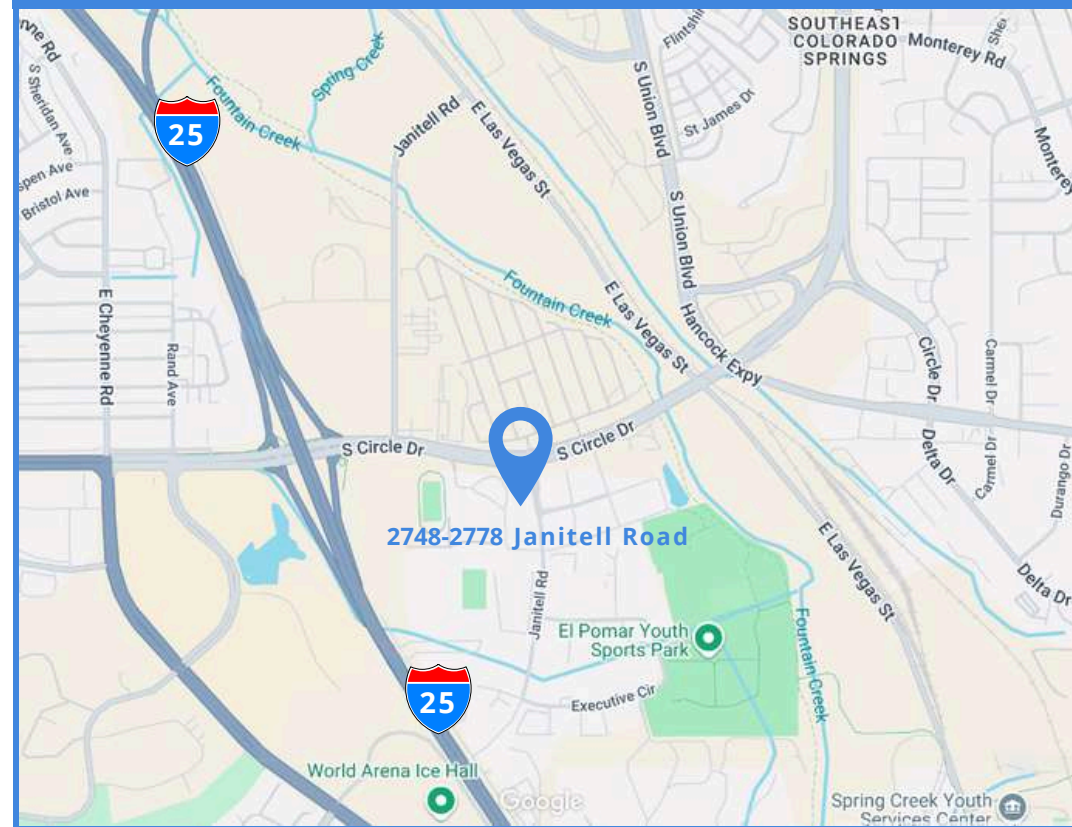 SOUTHEAST
COLORADO
SPRINGS
Monterey Rd
Monterey
S Sheridan Ave
Bristol Ave
Fountain Creek
Spring Creek
25
Janitell Rd
E Las Vegas St
S Union Blvd
St James Dr
S Union Blvd
Fountain Creek
E Las Vegas St
Hancock Expy
E Cheyenne Rd
Rand Ave
Circle Dr
Carmel Dr
S Circle Dr
S Circle Dr
Delta Dr
Carmel Dr
Durango Dr
2748-2778 Janitell Road
E Las Vegas St
Delta Dr
Janitell Rd
El Pomar Youth
Sports Park
Fountain Creek
Executive Cir
25
World Arena Ice Hall
Google
Spring Creek Youth
Services Center